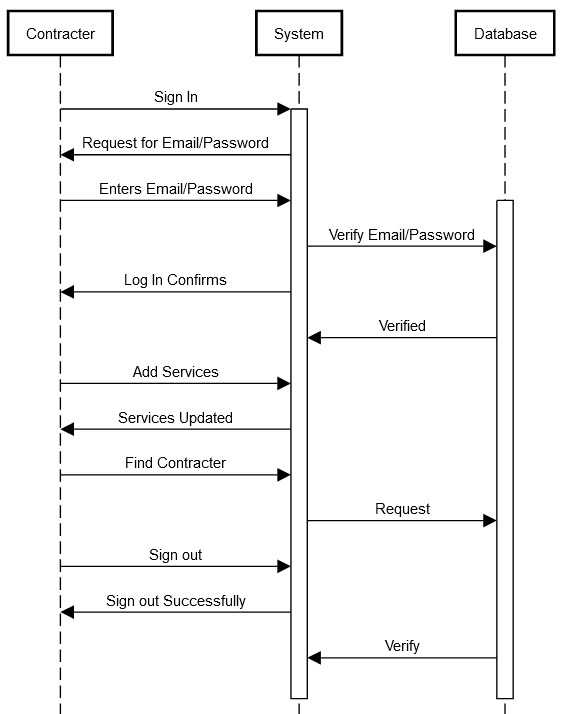 Contracter
System
Database
Sign In
Request for Email/Password
Enters Email/Password
Verify Email/Password
Log In Confirms
Verified
Add Services
Services Updated
Find Contracter
Request
Sign out
Sign out Successfully
Verify